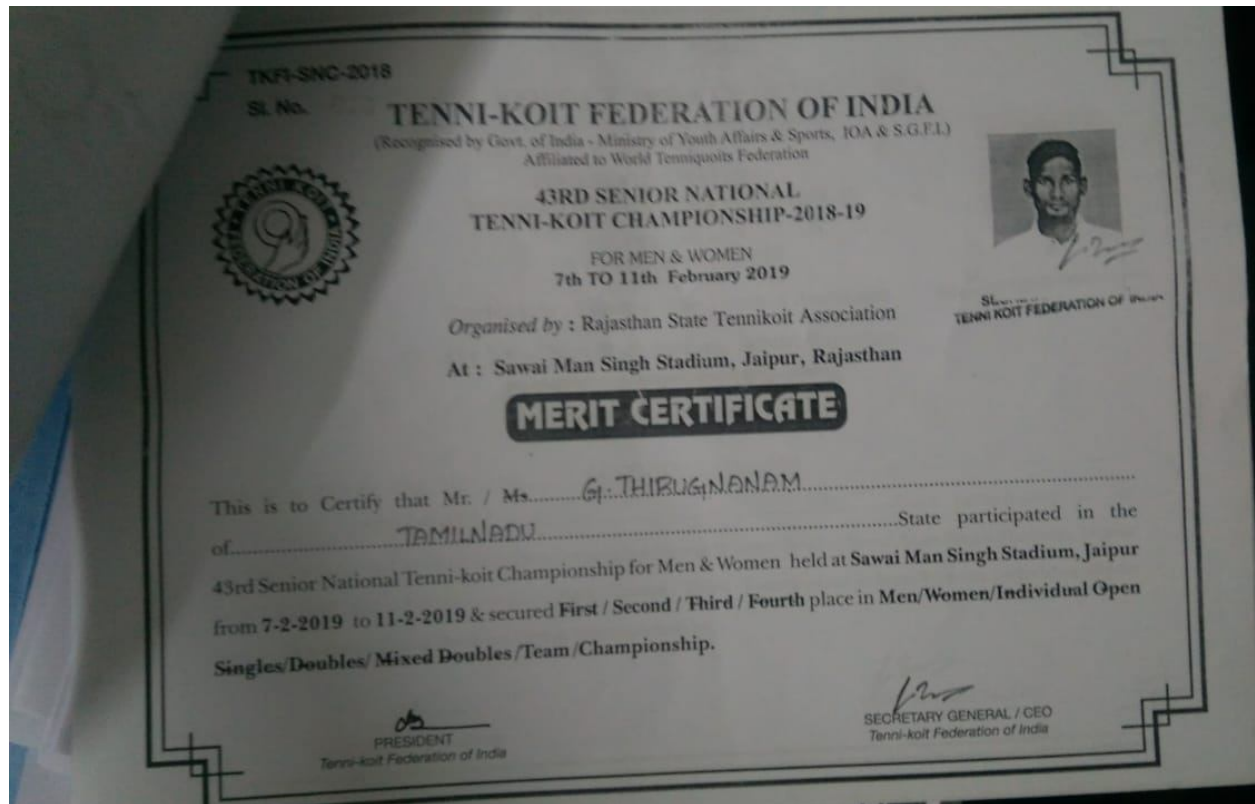 TKFI-SNC-2018
Sl. No.
TENNI-KOIT FEDERATION OF INDIA
(Recognised by Govt. of India - Ministry of Youth Affairs & Sports, IOA & S.G.F.I.)
Affiliated to World Tenniquoits Federation
TENNI KOIT FEDERATION OF INDIA
43RD SENIOR NATIONAL
TENNI-KOIT CHAMPIONSHIP-2018-19
FOR MEN & WOMEN
7th TO 11th February 2019
TENNI KOIT FEDERATION OF
Organised by : Rajasthan State Tennikoit Association
At : Sawai Man Singh Stadium, Jaipur, Rajasthan
MERIT CERTIFICATE
This is to Certify that Mr. / Ms. G. THIRUGNANAM
of TAMILNADU State participated in the
43rd Senior National Tenni-koit Championship for Men & Women held at Sawai Man Singh Stadium, Jaipur
from 7-2-2019 to 11-2-2019 & secured First / Second / Third / Fourth place in Men/Women/Individual Open
Singles/Doubles/ Mixed Doubles/Team/Championship.
PRESIDENT
Tenni-koit Federation of India
SECRETARY GENERAL / CEO
Tenni-koit Federation of India